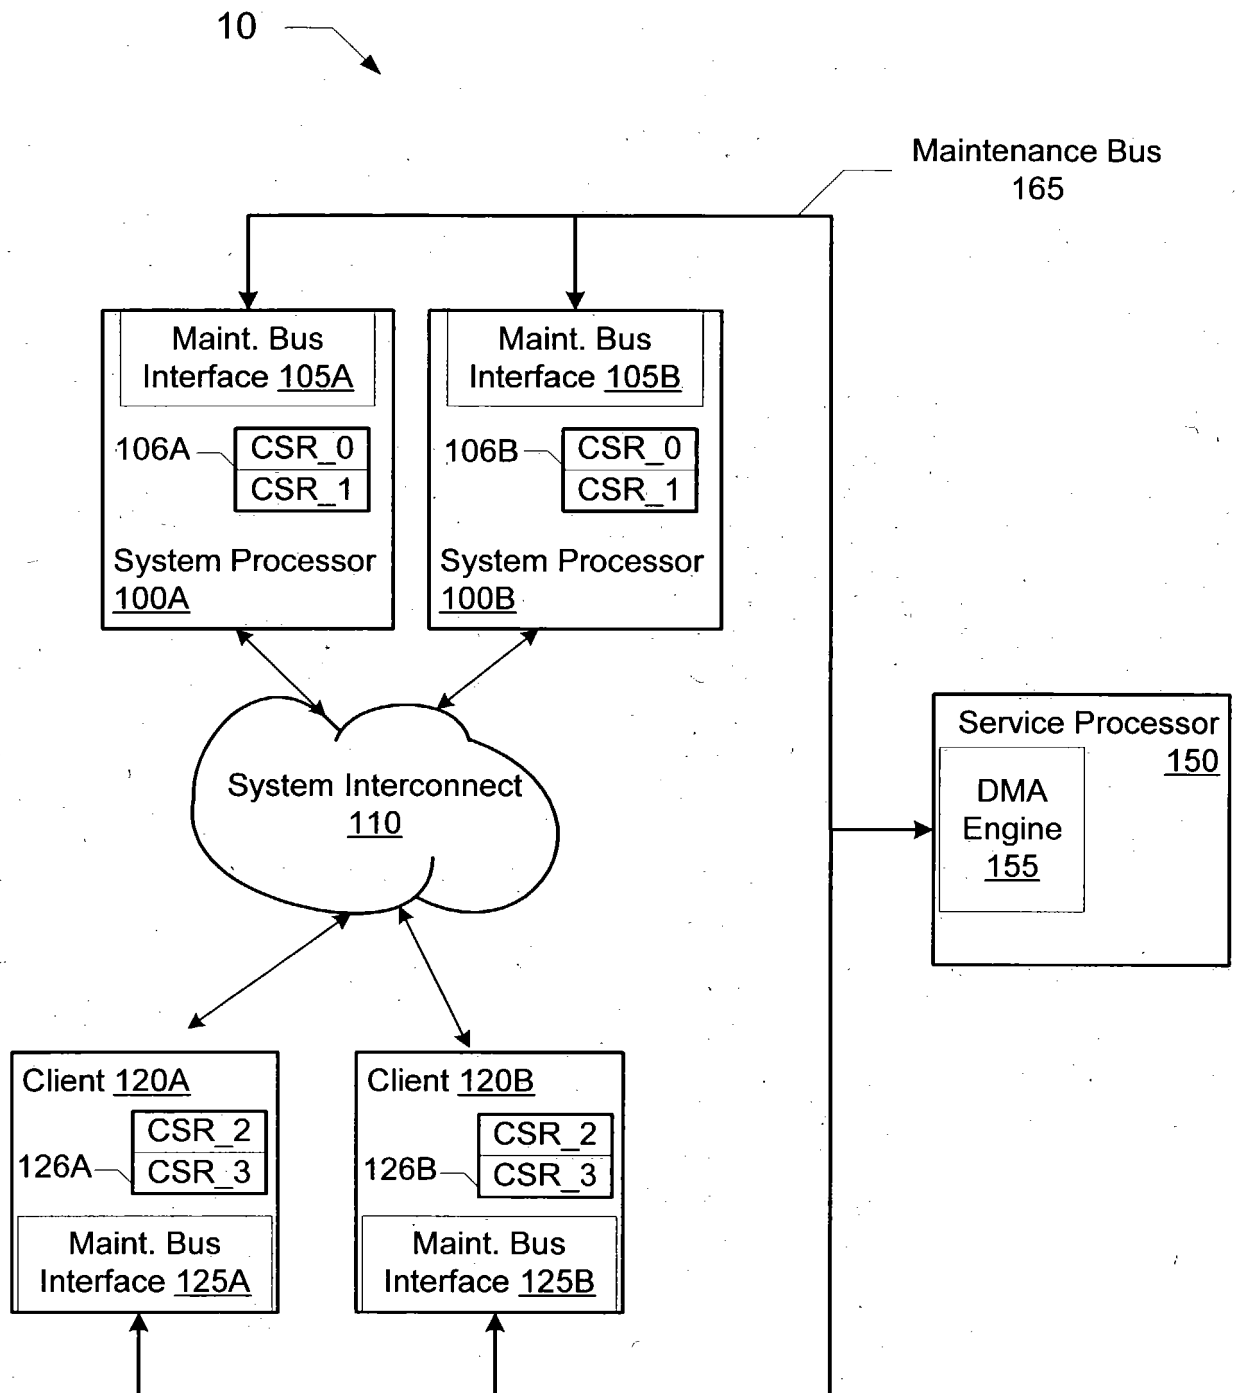 10
Maintenance Bus
165
Maint. Bus
Interface 105A
106A
CSR_0
CSR_1
System Processor
100A
Maint. Bus
Interface 105B
106B
CSR_0
CSR_1
System Processor
100B
System Interconnect
110
Service Processor
150
DMA
Engine
155
Client 120A
CSR_2
126A
CSR_3
Maint. Bus
Interface 125A
Client 120B
CSR_2
126B
CSR_3
Maint. Bus
Interface 125B